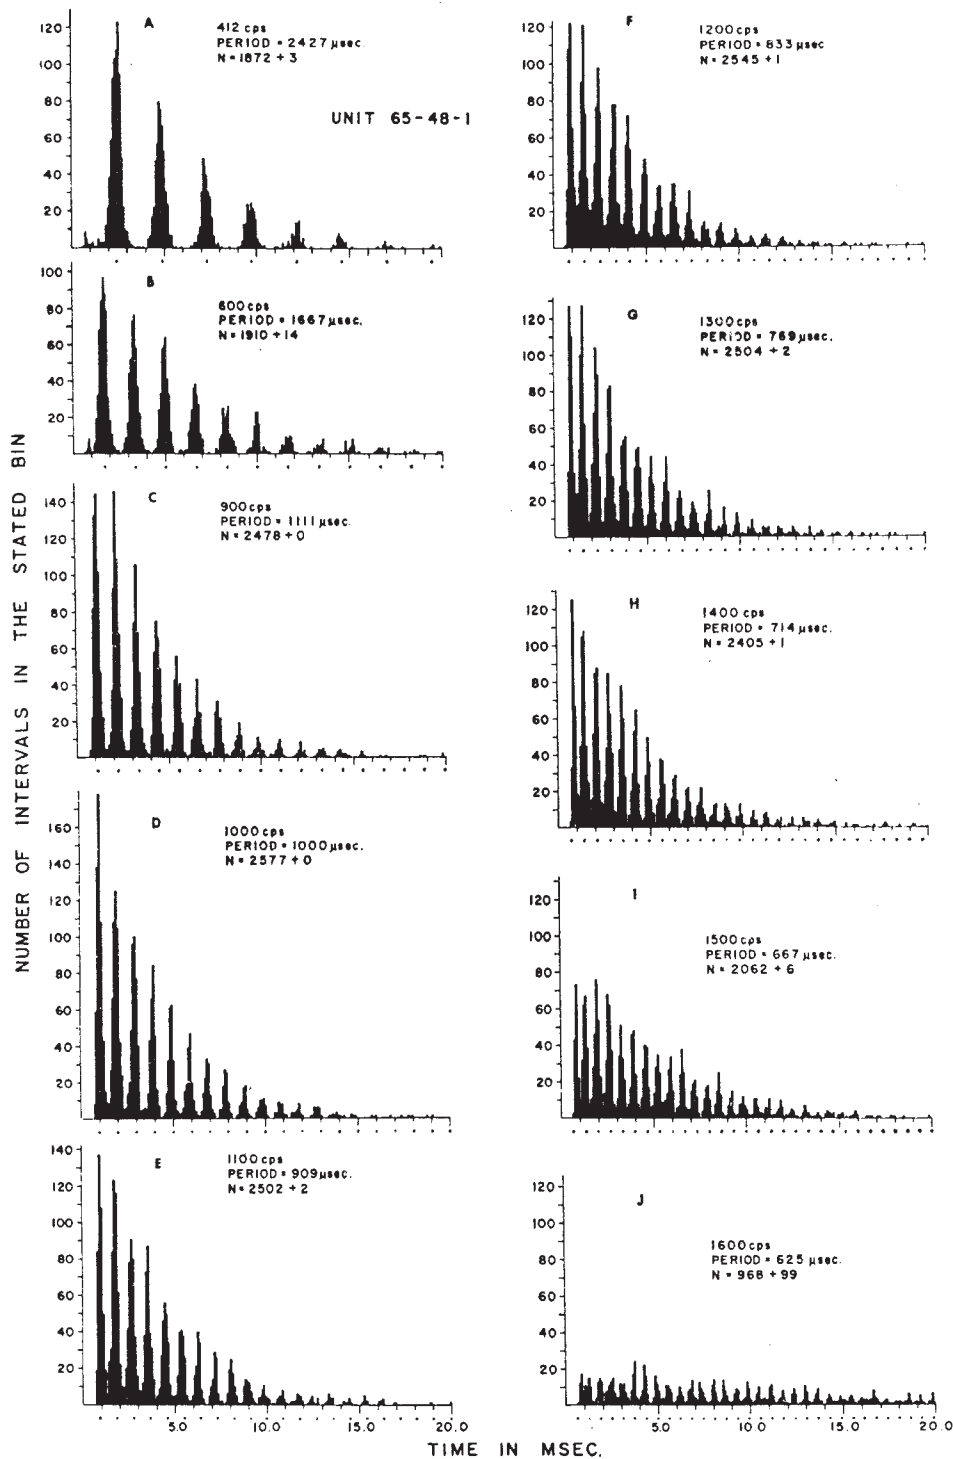 NUMBER OF INTERVALS IN THE STATED BIN
A
412 cps
PERIOD = 2427 µsec.
N = 1872 + 3
UNIT 65-48-1
120
100
80
60
40
20
B
600 cps
PERIOD = 1667 µsec.
N = 1910 + 14
100
80
60
40
20
C
900 cps
PERIOD = 1111 µsec.
N = 2478 + 0
140
120
100
80
60
40
20
D
1000 cps
PERIOD = 1000 µsec.
N = 2577 + 0
160
140
120
100
80
60
40
20
E
1100 cps
PERIOD = 909 µsec.
N = 2502 + 2
140
120
100
80
60
40
20
5.0 10.0 15.0 20.0
F
1200 cps
PERIOD = 833 µsec
N = 2545 + 1
120
100
80
60
40
20
G
1300 cps
PERIOD = 769 µsec.
N = 2504 + 2
120
100
80
60
40
20
H
1400 cps
PERIOD = 714 µsec.
N = 2405 + 1
120
100
80
60
40
20
I
1500 cps
PERIOD = 667 µsec.
N = 2062 + 6
120
100
80
60
40
20
J
1600 cps
PERIOD = 625 µsec.
N = 968 + 99
120
100
80
60
40
20
5.0 10.0 15.0 20.0
TIME IN MSEC.